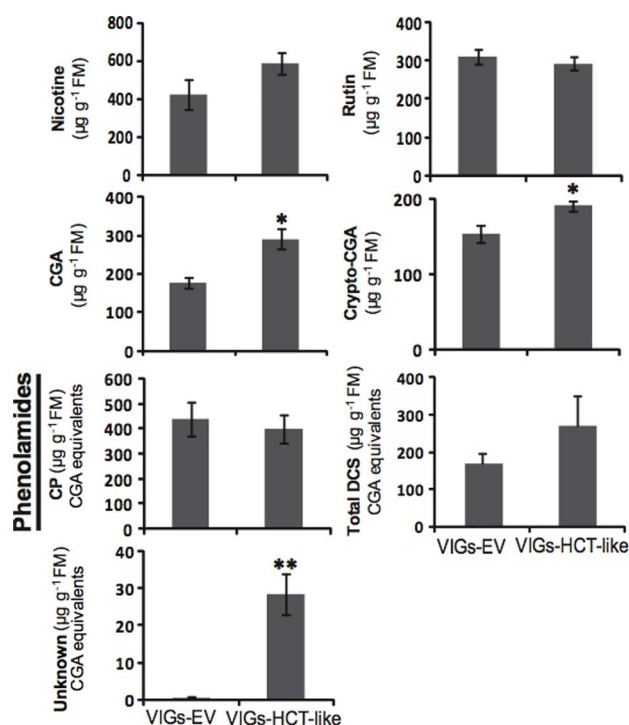 Nicotine
(µg g-1 FM)
800
600
400
200
0
Rutin
(µg g-1 FM)
400
300
200
100
0
CGA
(µg g-1 FM)
400
300
200
100
0
*
Crypto-CGA
(µg g-1 FM)
200
100
0
*
Phenolamides
CP (µg g-1 FM)
CGA equivalents
600
500
400
300
200
100
0
Total DCS (µg g-1 FM)
CGA equivalents
400
300
200
100
0
VIGs-EV VIGs-HCT-like
Unknown (µg g-1 FM)
CGA equivalents
40
30
20
10
0
**
VIGs-EV VIGs-HCT-like